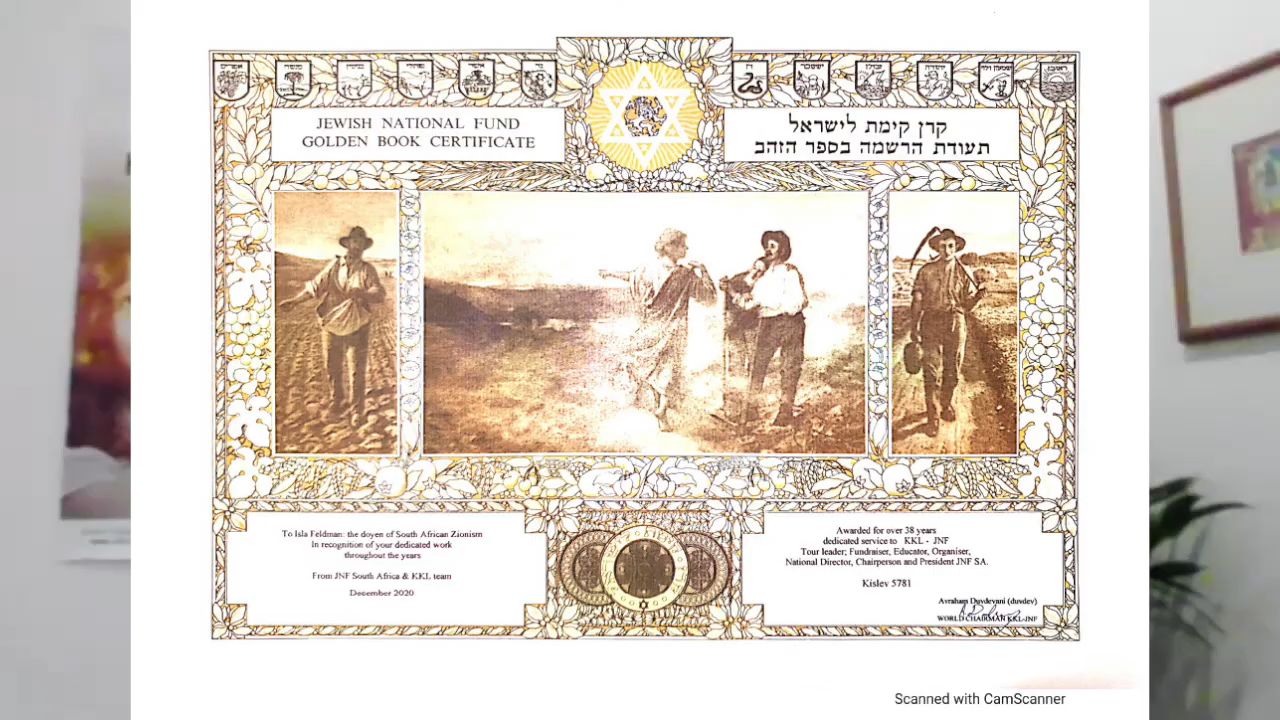 JEWISH NATIONAL FUND
GOLDEN BOOK CERTIFICATE
קרן קימת לישראל
תעודת הרשמה בספר הזהב
To Isla Feldman: the doyen of South African Zionism
In recognition of your dedicated work
throughout the years
From JNF South Africa & KKL team
December 2020
Awarded for over 38 years
dedicated service to KKL - JNF
Tour leader; Fundraiser, Educator, Organiser,
National Director, Chairperson and President JNF SA.
Kislev 5781
Avraham Duvdevani (duvdev)
WORLD CHAIRMAN KKL-JNF
Scanned with CamScanner